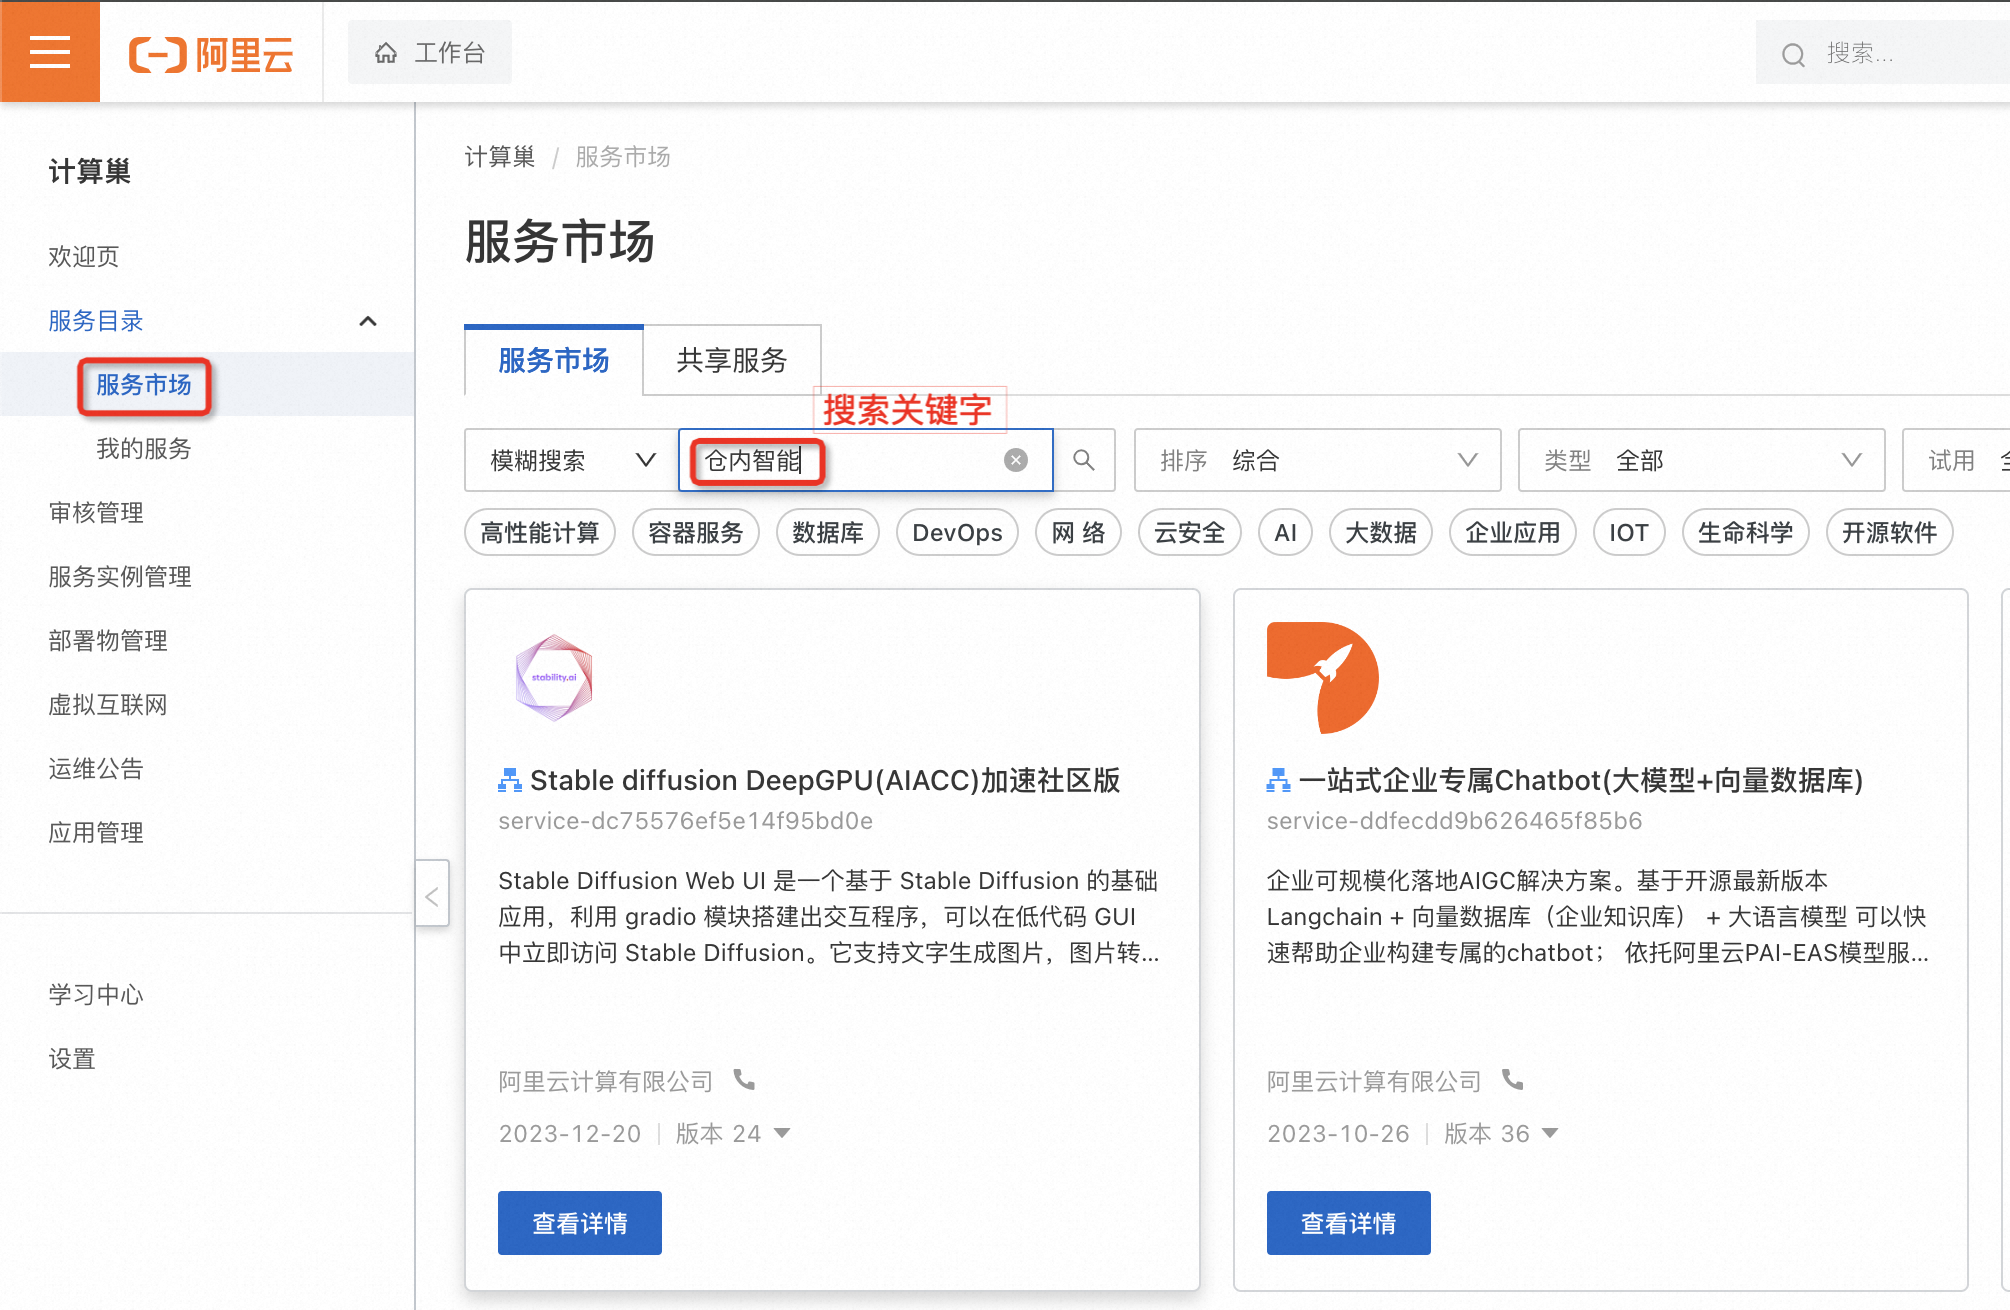 阿里云
工作台
搜索...
计算巢
欢迎页
服务目录
服务市场
我的服务
审核管理
服务实例管理
部署物管理
虚拟互联网
运维公告
应用管理
学习中心
设置
计算巢 / 服务市场
服务市场
服务市场
共享服务
搜索关键字
模糊搜索
仓内智能
排序 综合
类型 全部
试用
高性能计算
容器服务
数据库
DevOps
网 络
云安全
AI
大数据
企业应用
IOT
生命科学
开源软件
stability.ai
Stable diffusion DeepGPU(AIACC)加速社区版
service-dc75576ef5e14f95bd0e
Stable Diffusion Web UI 是一个基于 Stable Diffusion 的基础
应用，利用 gradio 模块搭建出交互程序，可以在低代码 GUI
中立即访问 Stable Diffusion。它支持文字生成图片，图片转...
阿里云计算有限公司
2023-12-20 | 版本 24
查看详情
一站式企业专属Chatbot(大模型+向量数据库)
service-ddfecdd9b626465f85b6
企业可规模化落地AIGC解决方案。基于开源最新版本
Langchain + 向量数据库（企业知识库） + 大语言模型 可以快
速帮助企业构建专属的chatbot； 依托阿里云PAI-EAS模型服...
阿里云计算有限公司
2023-10-26 | 版本 36
查看详情